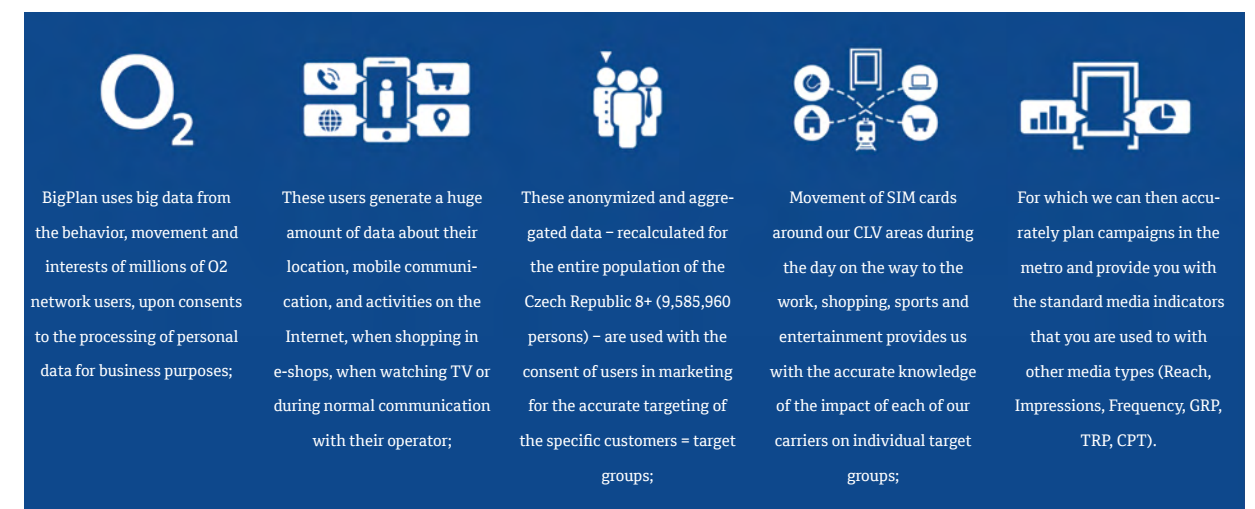 O2
BigPlan uses big data from
the behavior, movement and
interests of millions of O2
network users, upon consents
to the processing of personal
data for business purposes;
These users generate a huge
amount of data about their
location, mobile communi-
cation, and activities on the
Internet, when shopping in
e-shops, when watching TV or
during normal communication
with their operator;
These anonymized and aggre-
gated data – recalculated for
the entire population of the
Czech Republic 8+ (9,585,960
persons) – are used with the
consent of users in marketing
for the accurate targeting of
the specific customers = target
groups;
Movement of SIM cards
around our CLV areas during
the day on the way to the
work, shopping, sports and
entertainment provides us
with the accurate knowledge
of the impact of each of our
carriers on individual target
groups;
For which we can then accu-
rately plan campaigns in the
metro and provide you with
the standard media indicators
that you are used to with
other media types (Reach,
Impressions, Frequency, GRP,
TRP, CPT).